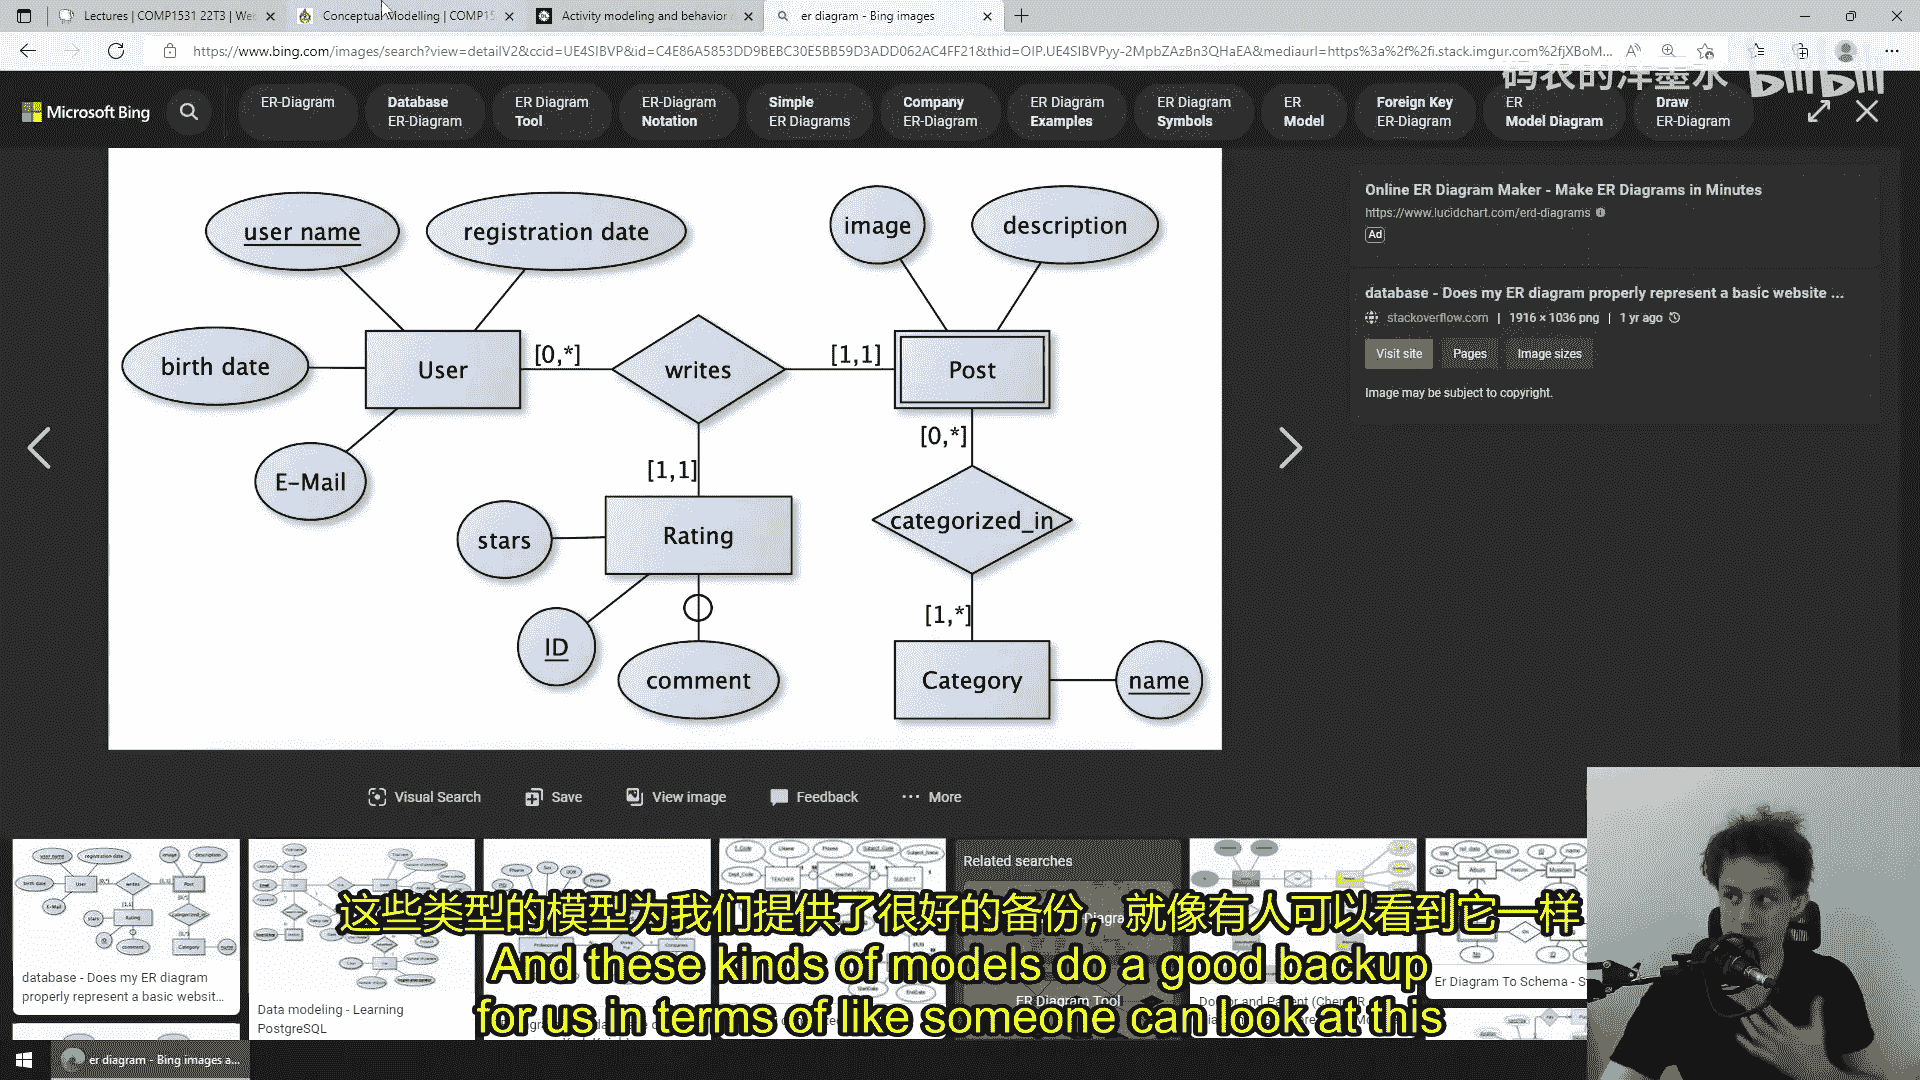 Lectures | COMP1531 22T3 | Web
Conceptual Modelling | COMP15
Activity modeling and behavior
er diagram - Bing images
https://www.bing.com/images/search?view=detailV2&ccid=UE4SIBVP&id=C4E86A5853DD9BEBC30E5BB59D3ADD062AC4FF21&thid=OIP.UE4SIBVPyy-2MpbZAzBn3QHaEA&mediaurl=https%3a%2f%2fi.stack.imgur.com%2fjXBoM...
码农的洋墨水 bilibili
Microsoft Bing
ER-Diagram
Database
ER-Diagram
ER Diagram
Tool
ER-Diagram
Notation
Simple
ER Diagrams
Company
ER-Diagram
ER Diagram
Examples
ER Diagram
Symbols
ER
Model
Foreign Key
ER-Diagram
ER
Model Diagram
Draw
ER-Diagram
user name
registration date
image
description
birth date
User
[0,*]
writes
[1,1]
Post
E-Mail
[1,1]
[0,*]
stars
Rating
categorized_in
ID
comment
[1,*]
Category
name
Online ER Diagram Maker - Make ER Diagrams in Minutes
https://www.lucidchart.com/erd-diagrams
Ad
database - Does my ER diagram properly represent a basic website ...
stackoverflow.com | 1916 × 1036 png | 1 yr ago
Visit site
Pages
Image sizes
Image may be subject to copyright.
Visual Search
Save
View image
Feedback
More
database - Does my ER diagram
properly represent a basic websit...
Data modeling - Learning
PostgreSQL
Related searches
ER Diagram Tool
Er Diagram To Schema - S
这些类型的模型为我们提供了很好的备份，就像有人可以看到它一样
And these kinds of models do a good backup
for us in terms of like someone can look at this
er diagram - Bing images a...